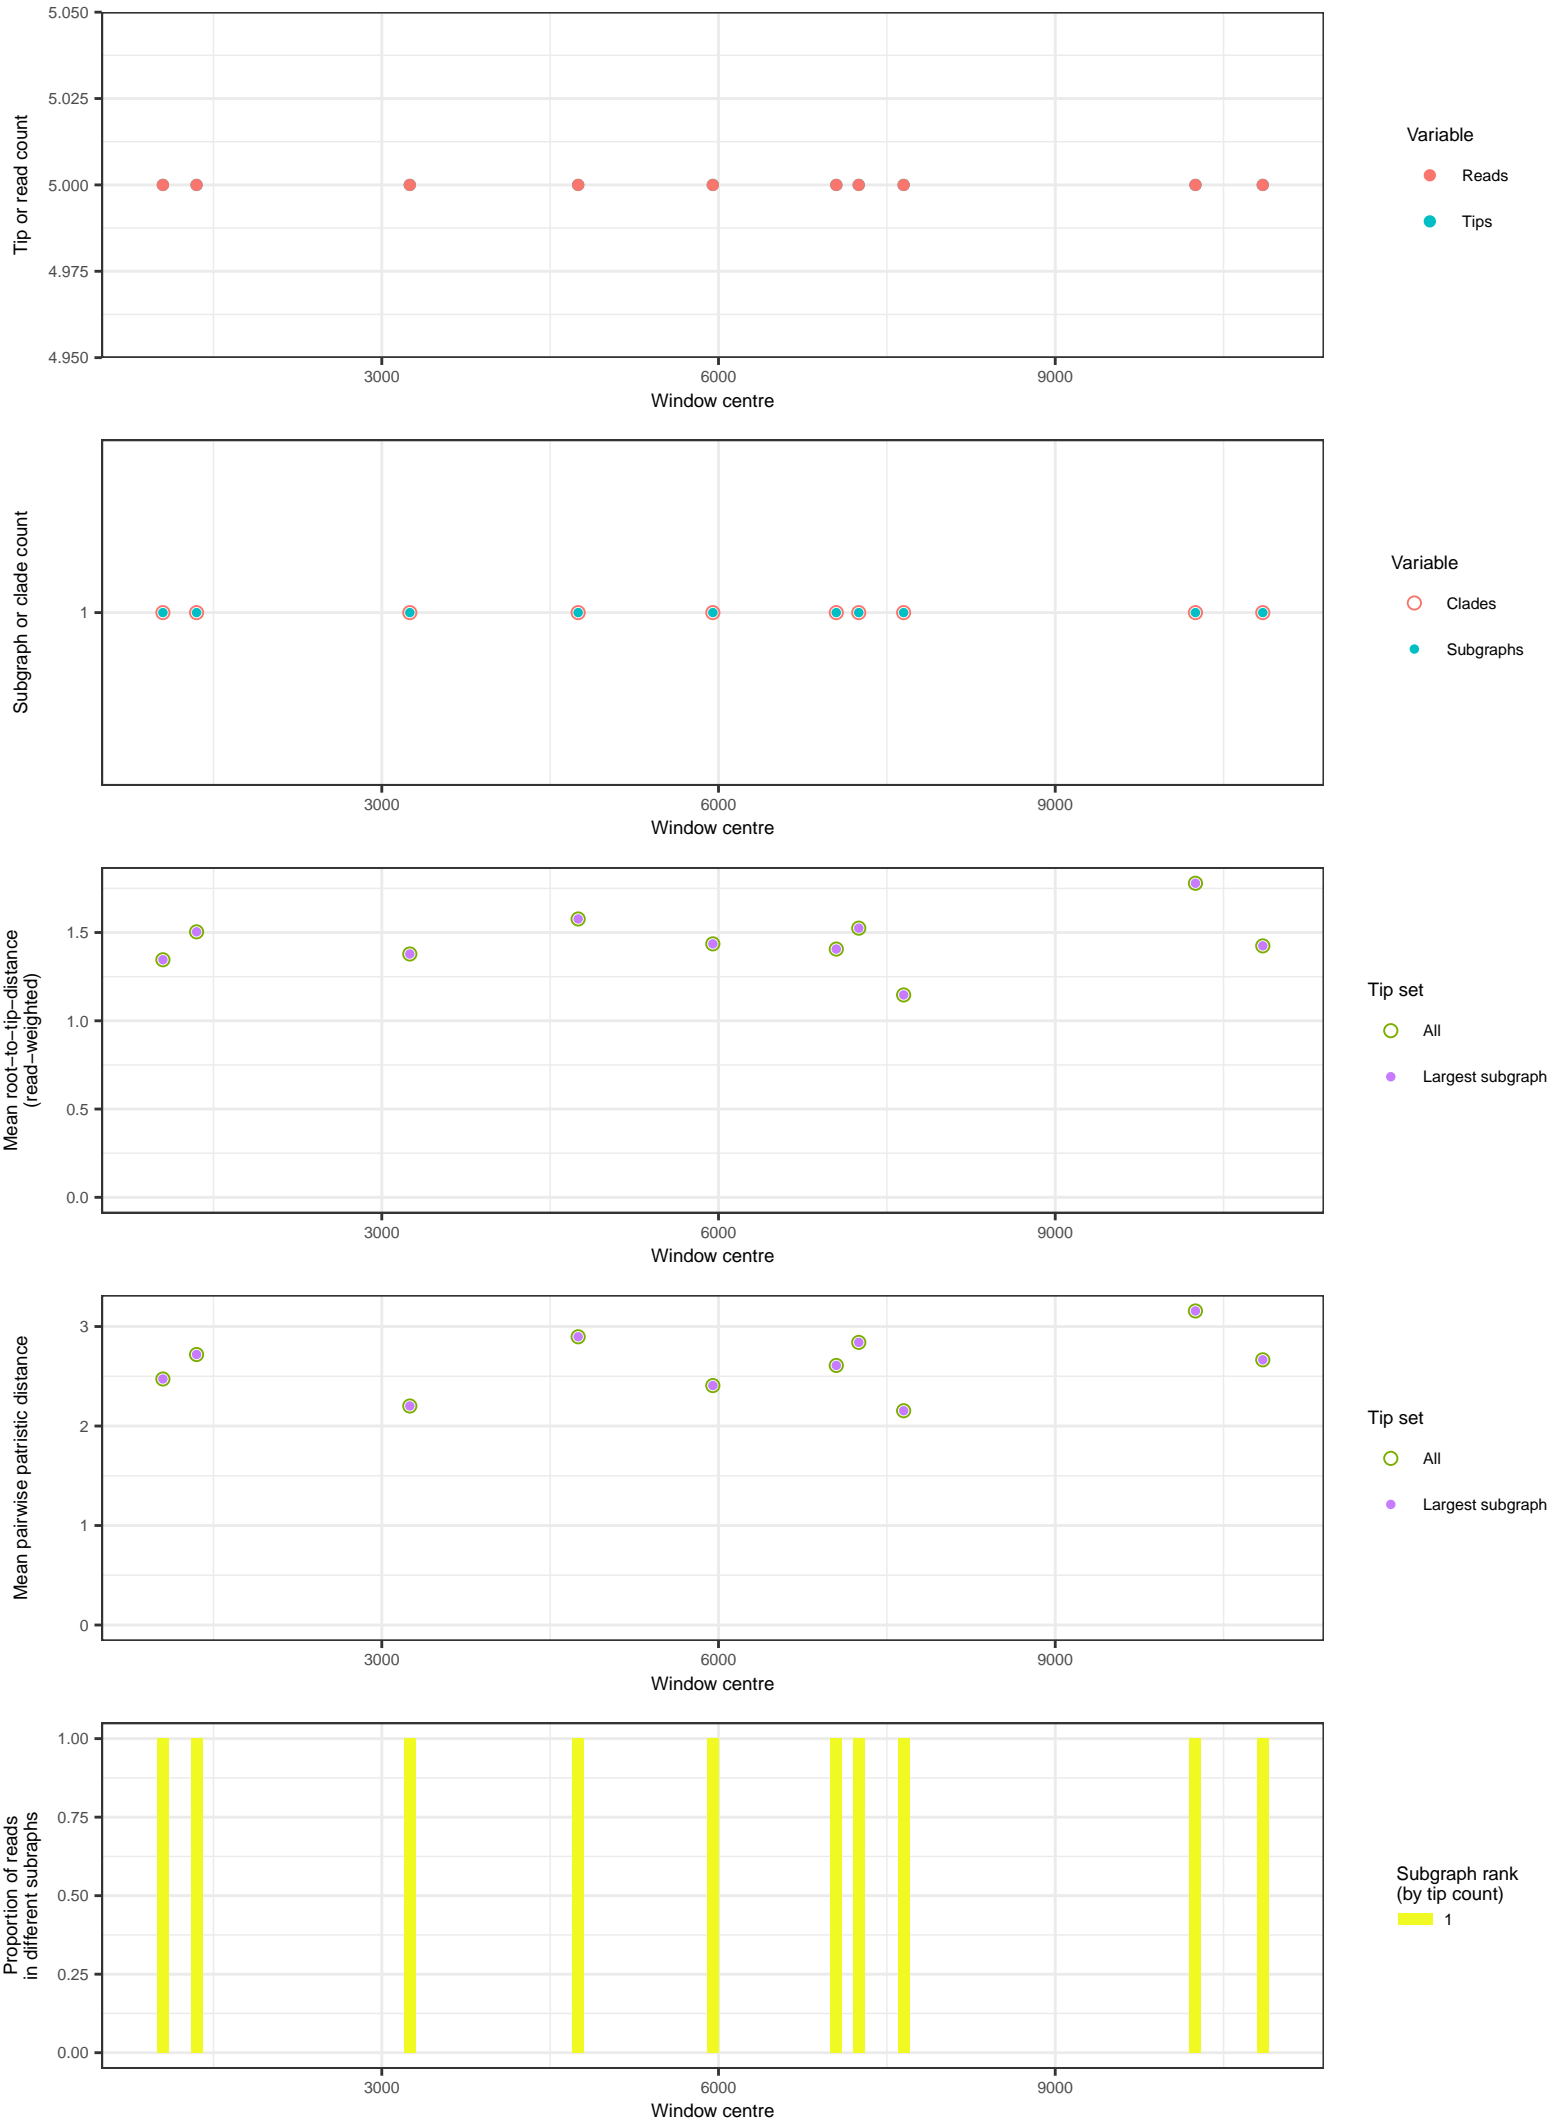 5.050
5.025
5.000
4.975
4.950
Tip or read count
3000 6000 9000
Window centre
Variable
Reads
Tips
1
Subgraph or clade count
3000 6000 9000
Window centre
Variable
Clades
Subgraphs
1.5
1.0
0.5
0.0
Mean root−to−tip−distance
(read−weighted)
3000 6000 9000
Window centre
Tip set
All
Largest subgraph
3
2
1
0
Mean pairwise patristic distance
3000 6000 9000
Window centre
Tip set
All
Largest subgraph
1.00
0.75
0.50
0.25
0.00
Proportion of reads
in different subraphs
3000 6000 9000
Window centre
Subgraph rank
(by tip count)
1